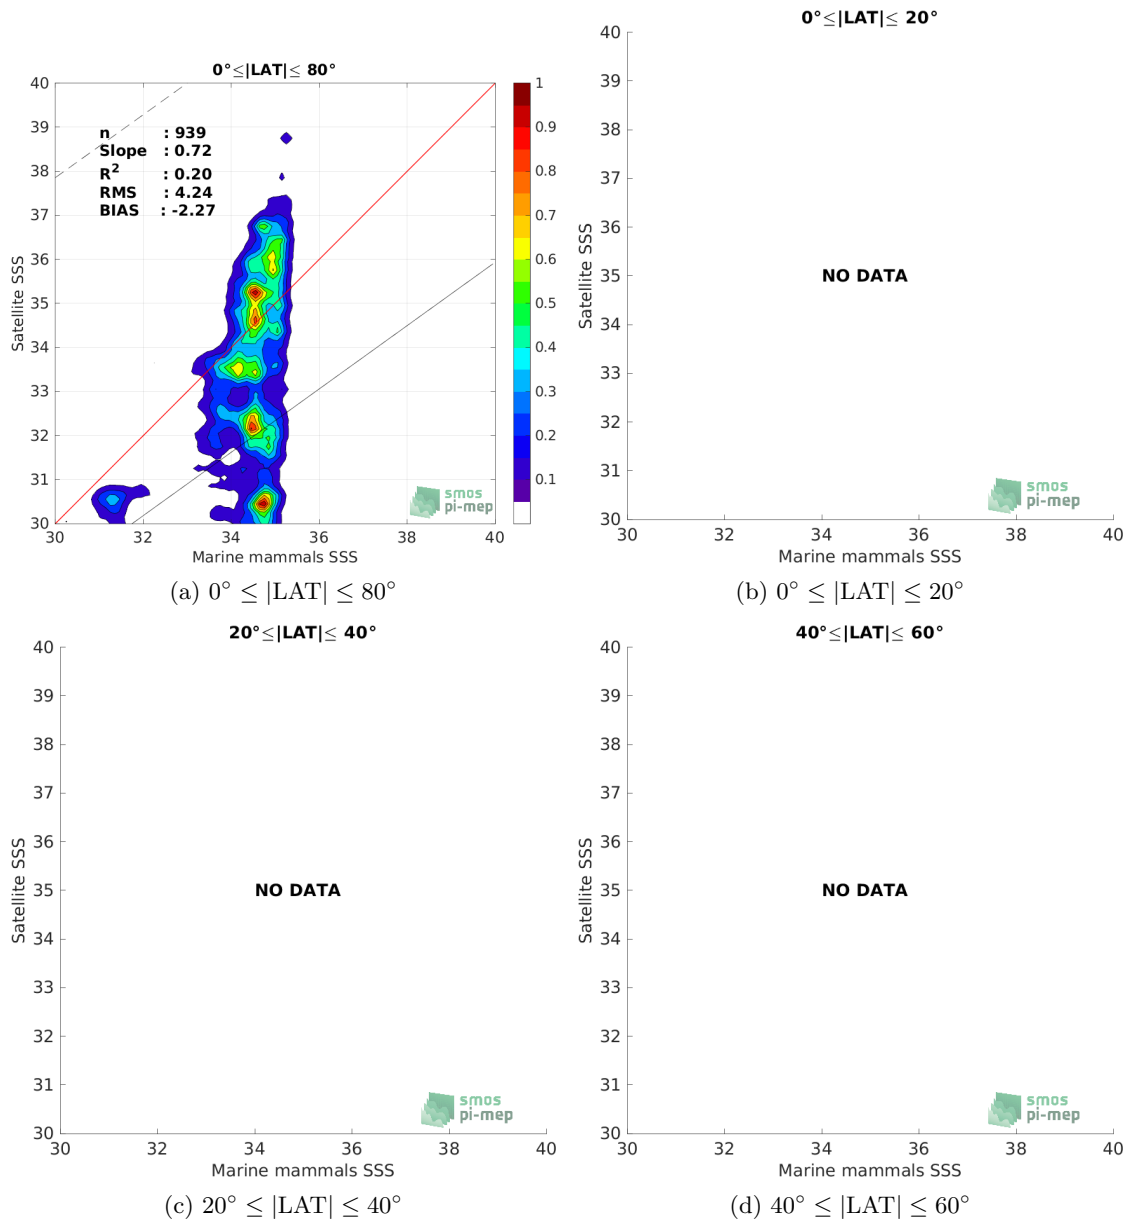 0°≤|LAT|≤ 80°
40
39
38
37
36
35
34
33
32
31
30
n : 939
Slope : 0.72
R² : 0.20
RMS : 4.24
BIAS : -2.27
1
0.9
0.8
0.7
0.6
0.5
0.4
0.3
0.2
0.1
Satellite SSS
smos
pi-mep
30 32 34 36 38 40
Marine mammals SSS
(a) 0° ≤ |LAT| ≤ 80°
0°≤|LAT|≤ 20°
40
39
38
37
36
35
34
33
32
31
30
Satellite SSS
NO DATA
smos
pi-mep
30 32 34 36 38 40
Marine mammals SSS
(b) 0° ≤ |LAT| ≤ 20°
20°≤|LAT|≤ 40°
40
39
38
37
36
35
34
33
32
31
30
Satellite SSS
NO DATA
smos
pi-mep
30 32 34 36 38 40
Marine mammals SSS
(c) 20° ≤ |LAT| ≤ 40°
40°≤|LAT|≤ 60°
40
39
38
37
36
35
34
33
32
31
30
Satellite SSS
NO DATA
smos
pi-mep
30 32 34 36 38 40
Marine mammals SSS
(d) 40° ≤ |LAT| ≤ 60°